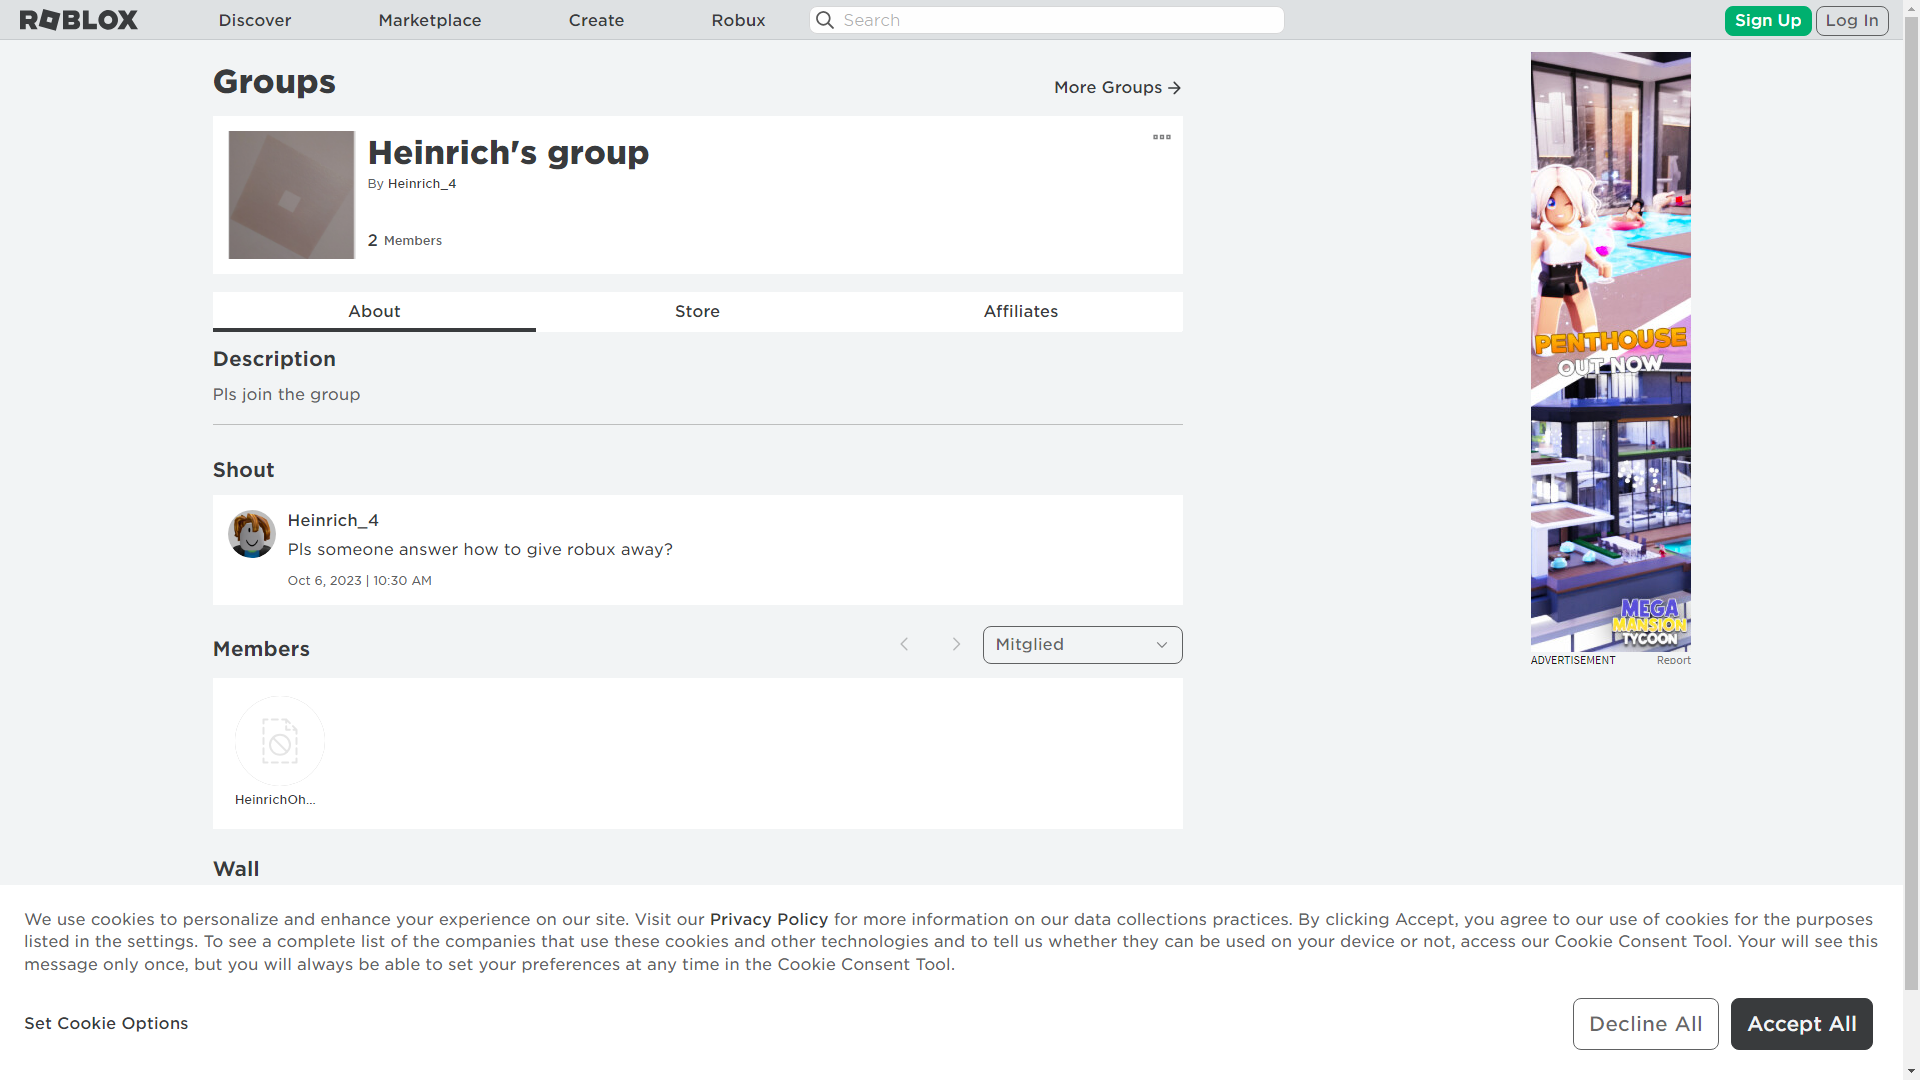 ROBLOX
Discover
Marketplace
Create
Robux
Search
Sign Up
Log In
Groups
More Groups
Heinrich's group
By Heinrich_4
2 Members
About
Store
Affiliates
Description
Pls join the group
Shout
Heinrich_4
Pls someone answer how to give robux away?
Oct 6, 2023 | 10:30 AM
Members
Mitglied
HeinrichOh...
Wall
PENTHOUSE
OUT NOW
MEGA
MANSION
TYCOON
ADVERTISEMENT
Report
We use cookies to personalize and enhance your experience on our site. Visit our Privacy Policy for more information on our data collections practices. By clicking Accept, you agree to our use of cookies for the purposes
listed in the settings. To see a complete list of the companies that use these cookies and other technologies and to tell us whether they can be used on your device or not, access our Cookie Consent Tool. Your will see this
message only once, but you will always be able to set your preferences at any time in the Cookie Consent Tool.
Set Cookie Options
Decline All
Accept All